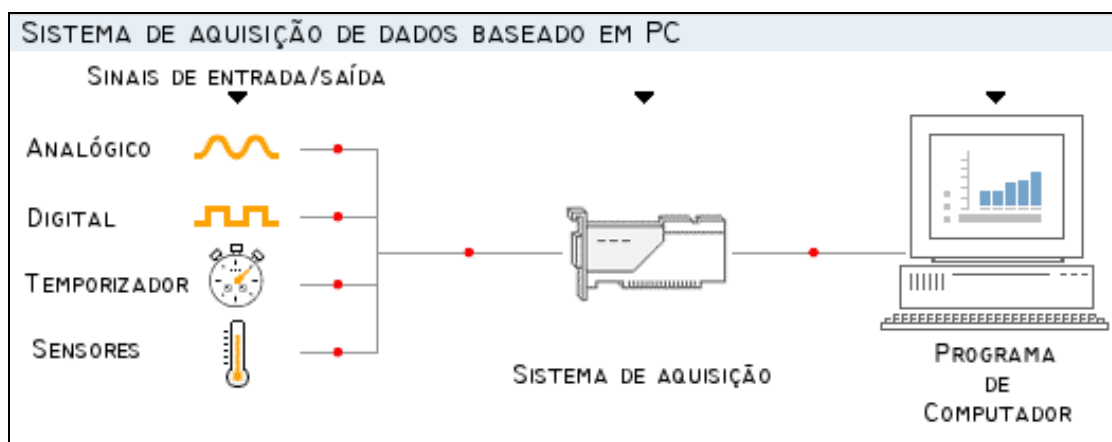 Sistema de aquisição de dados baseado em PC
Sinais de entrada/saída
Analógico
Digital
Temporizador
Sensores
Sistema de aquisição
Programa
de
Computador